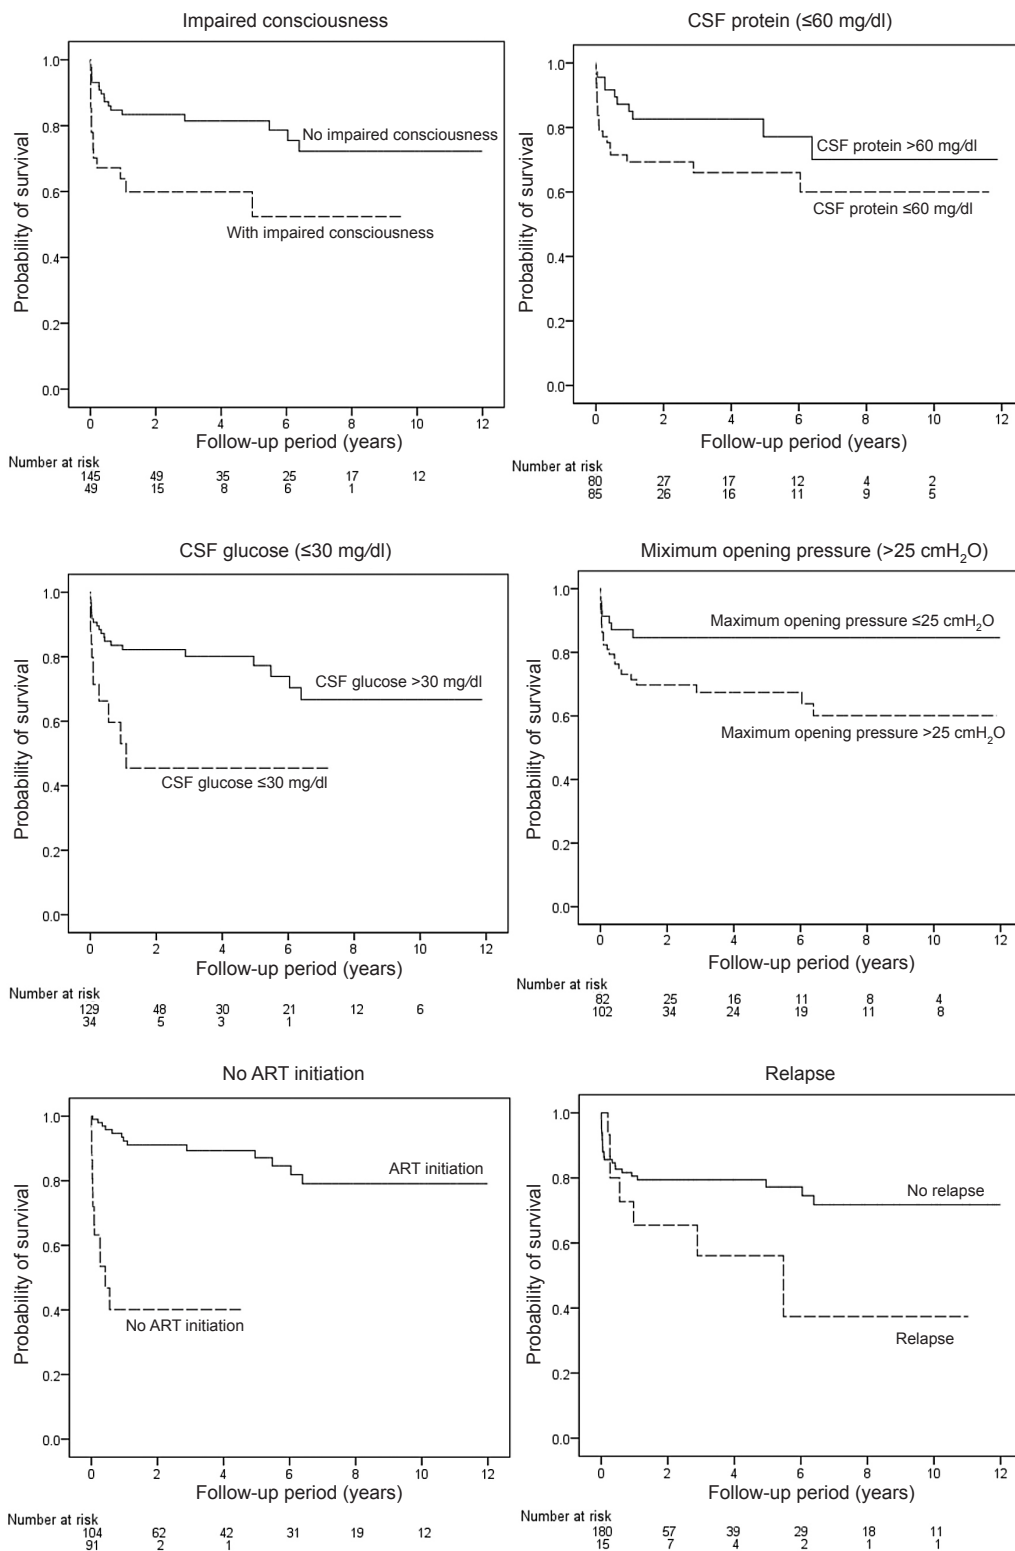 Impaired consciousness
Probability of survival
1.0
0.8
0.6
0.4
0.2
0.0
No impaired consciousness
With impaired consciousness
0 2 4 6 8 10 12
Follow-up period (years)
Number at risk
145 49 35 25 17 12
49 15 8 6 1
CSF protein (≤60 mg/dl)
Probability of survival
1.0
0.8
0.6
0.4
0.2
0.0
CSF protein >60 mg/dl
CSF protein ≤60 mg/dl
0 2 4 6 8 10 12
Follow-up period (years)
Number at risk
80 27 17 12 4 2
85 26 16 11 9 5
CSF glucose (≤30 mg/dl)
Probability of survival
1.0
0.8
0.6
0.4
0.2
0.0
CSF glucose >30 mg/dl
CSF glucose ≤30 mg/dl
0 2 4 6 8 10 12
Follow-up period (years)
Number at risk
129 48 30 21 12 6
34 5 3 1
Miximum opening pressure (>25 cmH₂O)
Probability of survival
1.0
0.8
0.6
0.4
0.2
0.0
Maximum opening pressure ≤25 cmH₂O
Maximum opening pressure >25 cmH₂O
0 2 4 6 8 10 12
Follow-up period (years)
Number at risk
82 25 16 11 8 4
102 34 24 19 11 8
No ART initiation
Probability of survival
1.0
0.8
0.6
0.4
0.2
0.0
ART initiation
No ART initiation
0 2 4 6 8 10 12
Follow-up period (years)
Number at risk
104 62 42 31 19 12
91 2 1
Relapse
Probability of survival
1.0
0.8
0.6
0.4
0.2
0.0
No relapse
Relapse
0 2 4 6 8 10 12
Follow-up period (years)
Number at risk
180 57 39 29 18 11
15 7 4 2 1 1